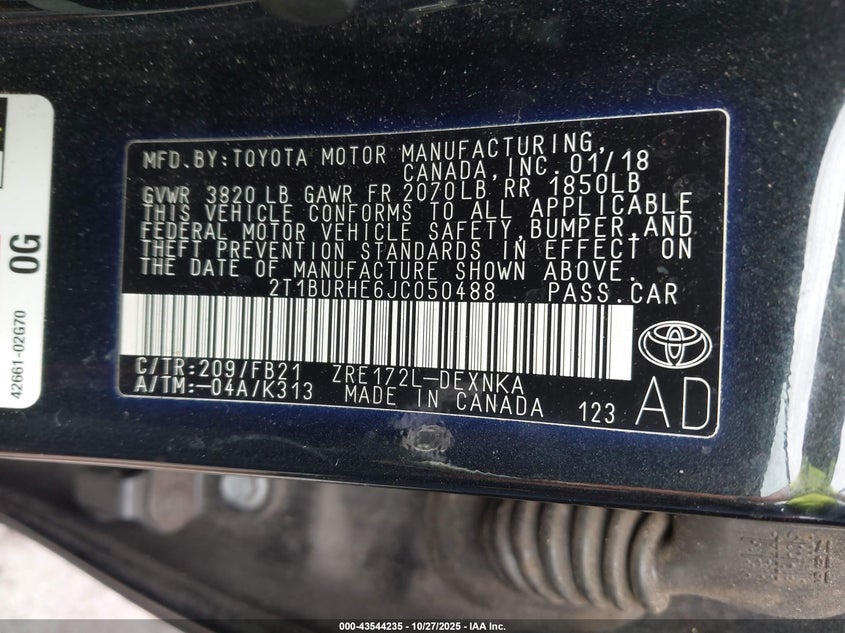 MFD.BY:TOYOTA MOTOR MANUFACTURING,
CANADA,INC. 01/18
GVWR 3820 LB GAWR FR 2070LB RR 1850LB
THIS VEHICLE CONFORMS TO ALL APPLICABLE
FEDERAL MOTOR VEHICLE SAFETY,BUMPER,AND
THEFT PREVENTION STANDARDS IN EFFECT ON
THE DATE OF MANUFACTURE SHOWN ABOVE.
2T1BURHE6JC050488 PASS.CAR
C/TR:209/FB21 ZRE172L-DEXNKA
A/TM:-04A/K313 MADE IN CANADA 123
AD
0G
42661-02G70
000-43544235 - 10/27/2025 - IAA Inc.